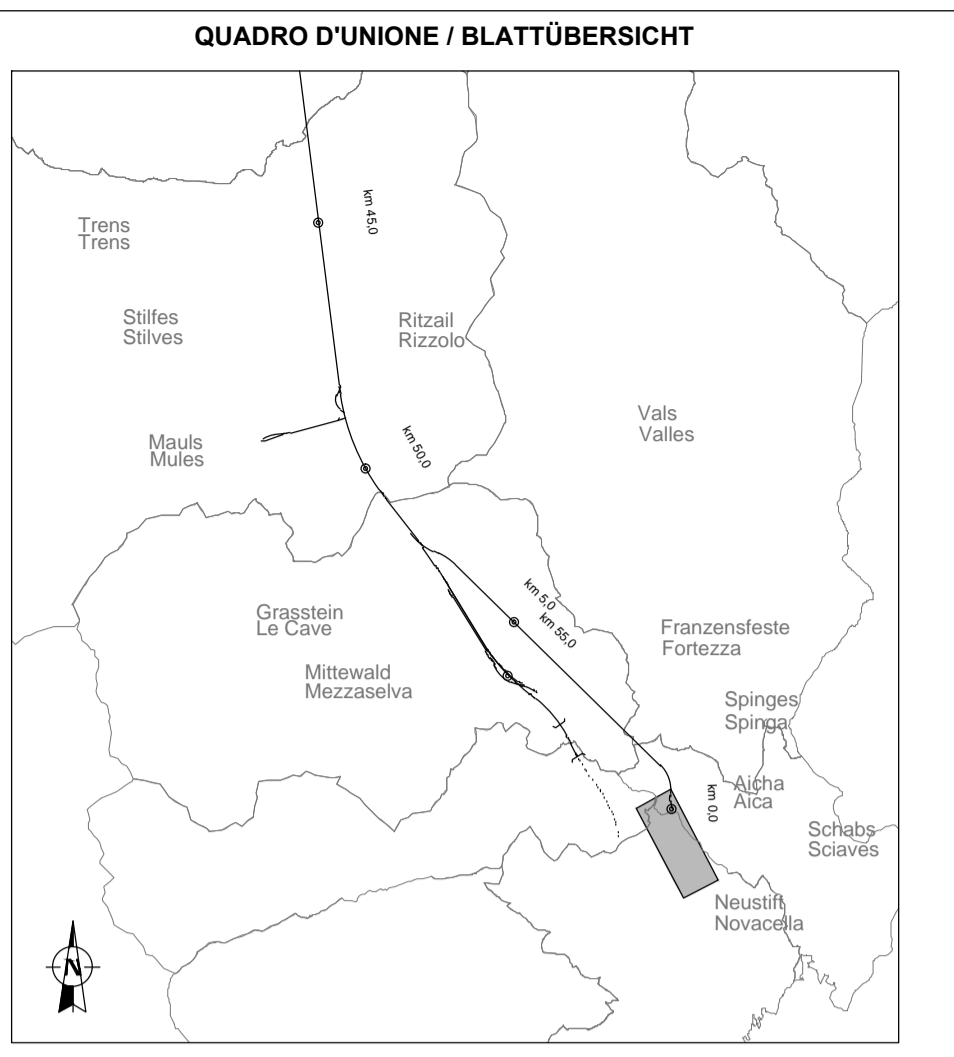 QUADRO D'UNIONE / BLATTÜBERSICHT
km 45,0
Trens
Trens
Stilfes
Stilves
Ritzail
Rizzolo
Vals
Valles
Mauls
Mules
km 50,0
km 5,0
km 55,0
Grasstein
Le Cave
Franzensfeste
Fortezza
Mittewald
Mezzaselva
Spinges
Spinga
Aicha
Aica
km 0,0
Schabs
Sciaves
Neustift
Novacella
N